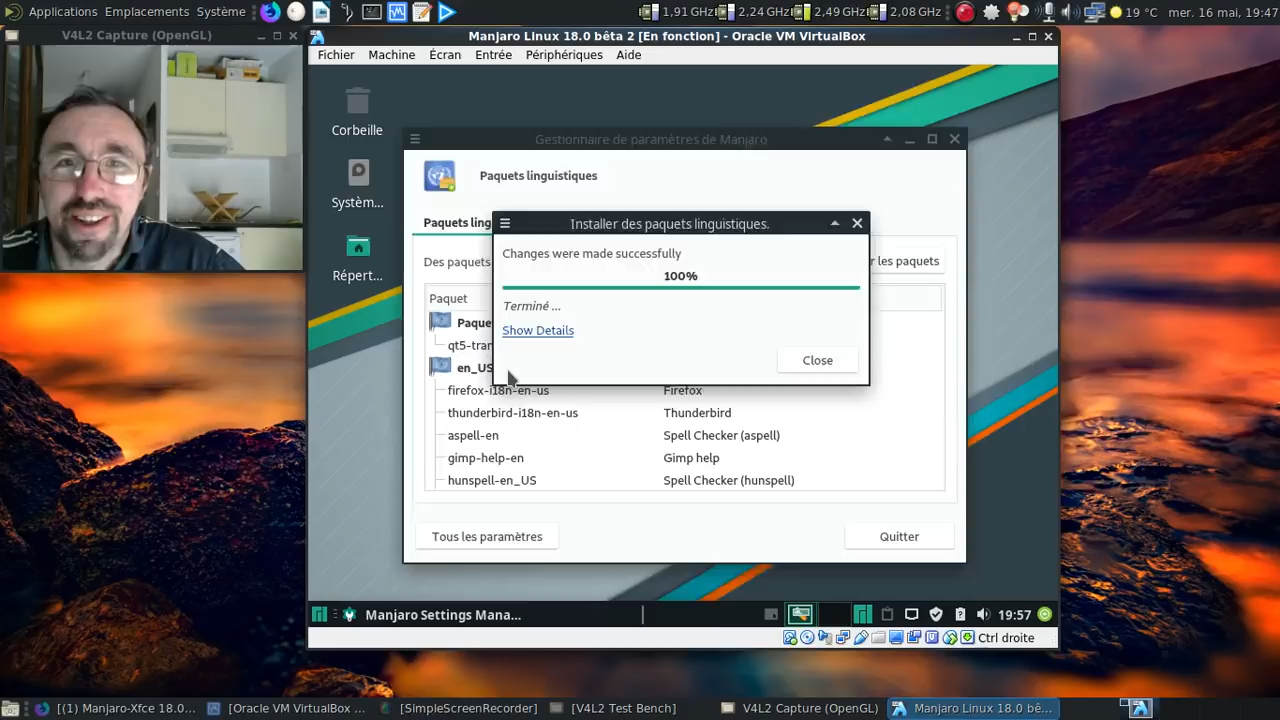 Applications Emplacements Système
1,91 GHz 2,24 GHz 2,49 GHz 2,08 GHz 19 °C mer. 16 mai, 19:47
V4L2 Capture (OpenGL)
Manjaro Linux 18.0 bêta 2 [En fonction] - Oracle VM VirtualBox
Fichier Machine Écran Entrée Périphériques Aide
Corbeille
Systèm...
Répert...
Gestionnaire de paramètres de Manjaro
Paquets linguistiques
Paquets ling
Des paquets
r les paquets
Paquet
Paque
qt5-tran
en_US
firefox-i18n-en-us Firefox
thunderbird-i18n-en-us Thunderbird
aspell-en Spell Checker (aspell)
gimp-help-en Gimp help
hunspell-en_US Spell Checker (hunspell)
Installer des paquets linguistiques.
Changes were made successfully
100%
Terminé ...
Show Details
Close
Tous les paramètres Quitter
Manjaro Settings Mana... 19:57
Ctrl droite
[(1) Manjaro-Xfce 18.0... [Oracle VM VirtualBox ... [SimpleScreenRecorder] [V4L2 Test Bench] V4L2 Capture (OpenGL) Manjaro Linux 18.0 bê...